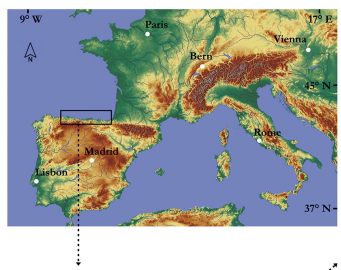 9° W 17° E
Paris
Vienna
Bern
N
45° N
Rome
Madrid
Lisbon
37° N